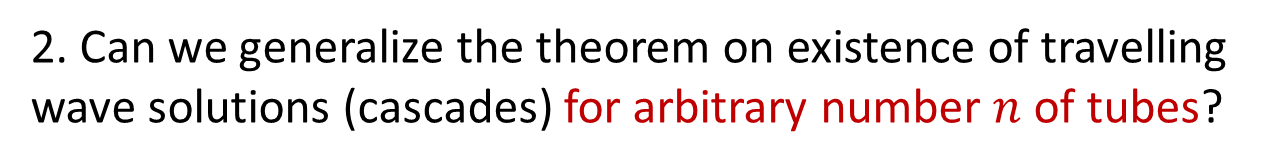 2. Can we generalize the theorem on existence of travelling
wave solutions (cascades) for arbitrary number n of tubes?